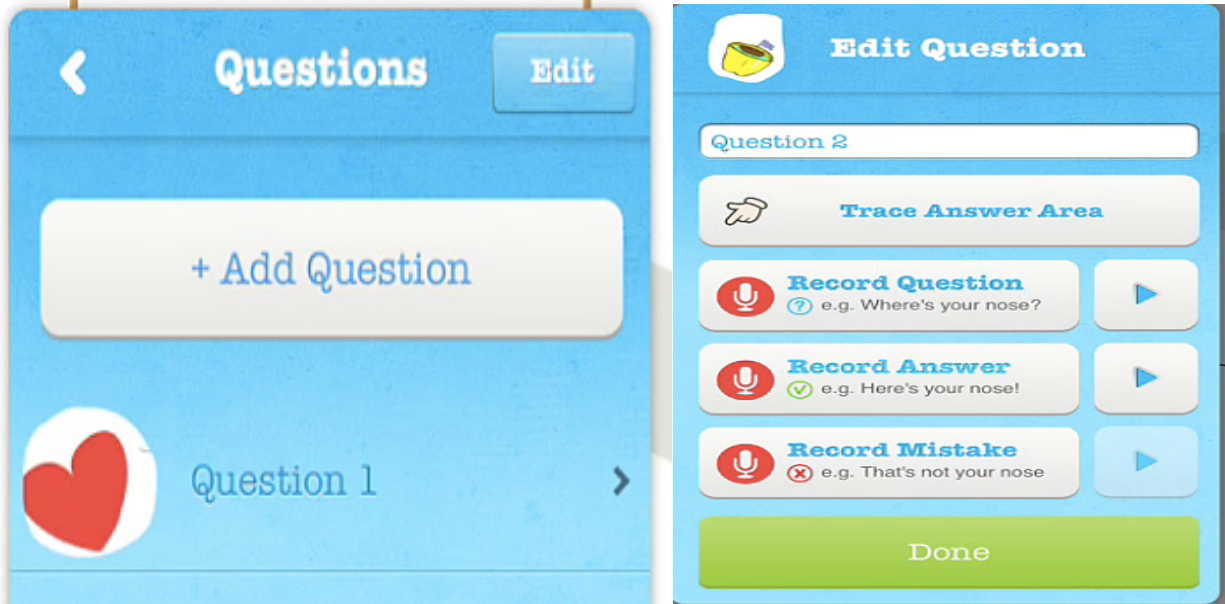 Questions
Edit
+ Add Question
Question 1
Edit Question
Question 2
Trace Answer Area
Record Question
? e.g. Where's your nose?
Record Answer
e.g. Here's your nose!
Record Mistake
e.g. That's not your nose
Done